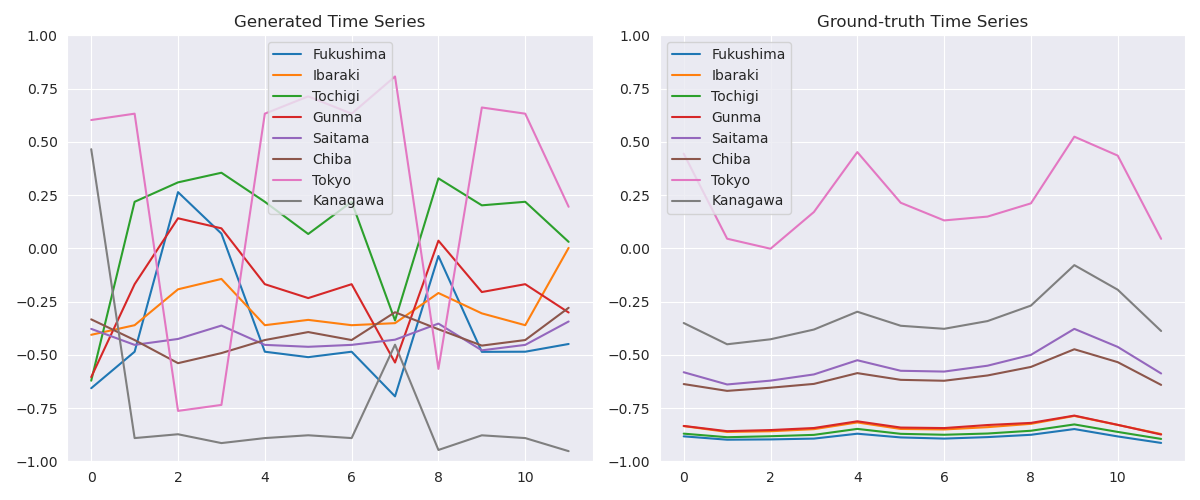 Generated Time Series
1.00
0.75
0.50
0.25
0.00
−0.25
−0.50
−0.75
−1.00
0 2 4 6 8 10
Fukushima
Ibaraki
Tochigi
Gunma
Saitama
Chiba
Tokyo
Kanagawa
Ground-truth Time Series
1.00
0.75
0.50
0.25
0.00
−0.25
−0.50
−0.75
−1.00
0 2 4 6 8 10
Fukushima
Ibaraki
Tochigi
Gunma
Saitama
Chiba
Tokyo
Kanagawa